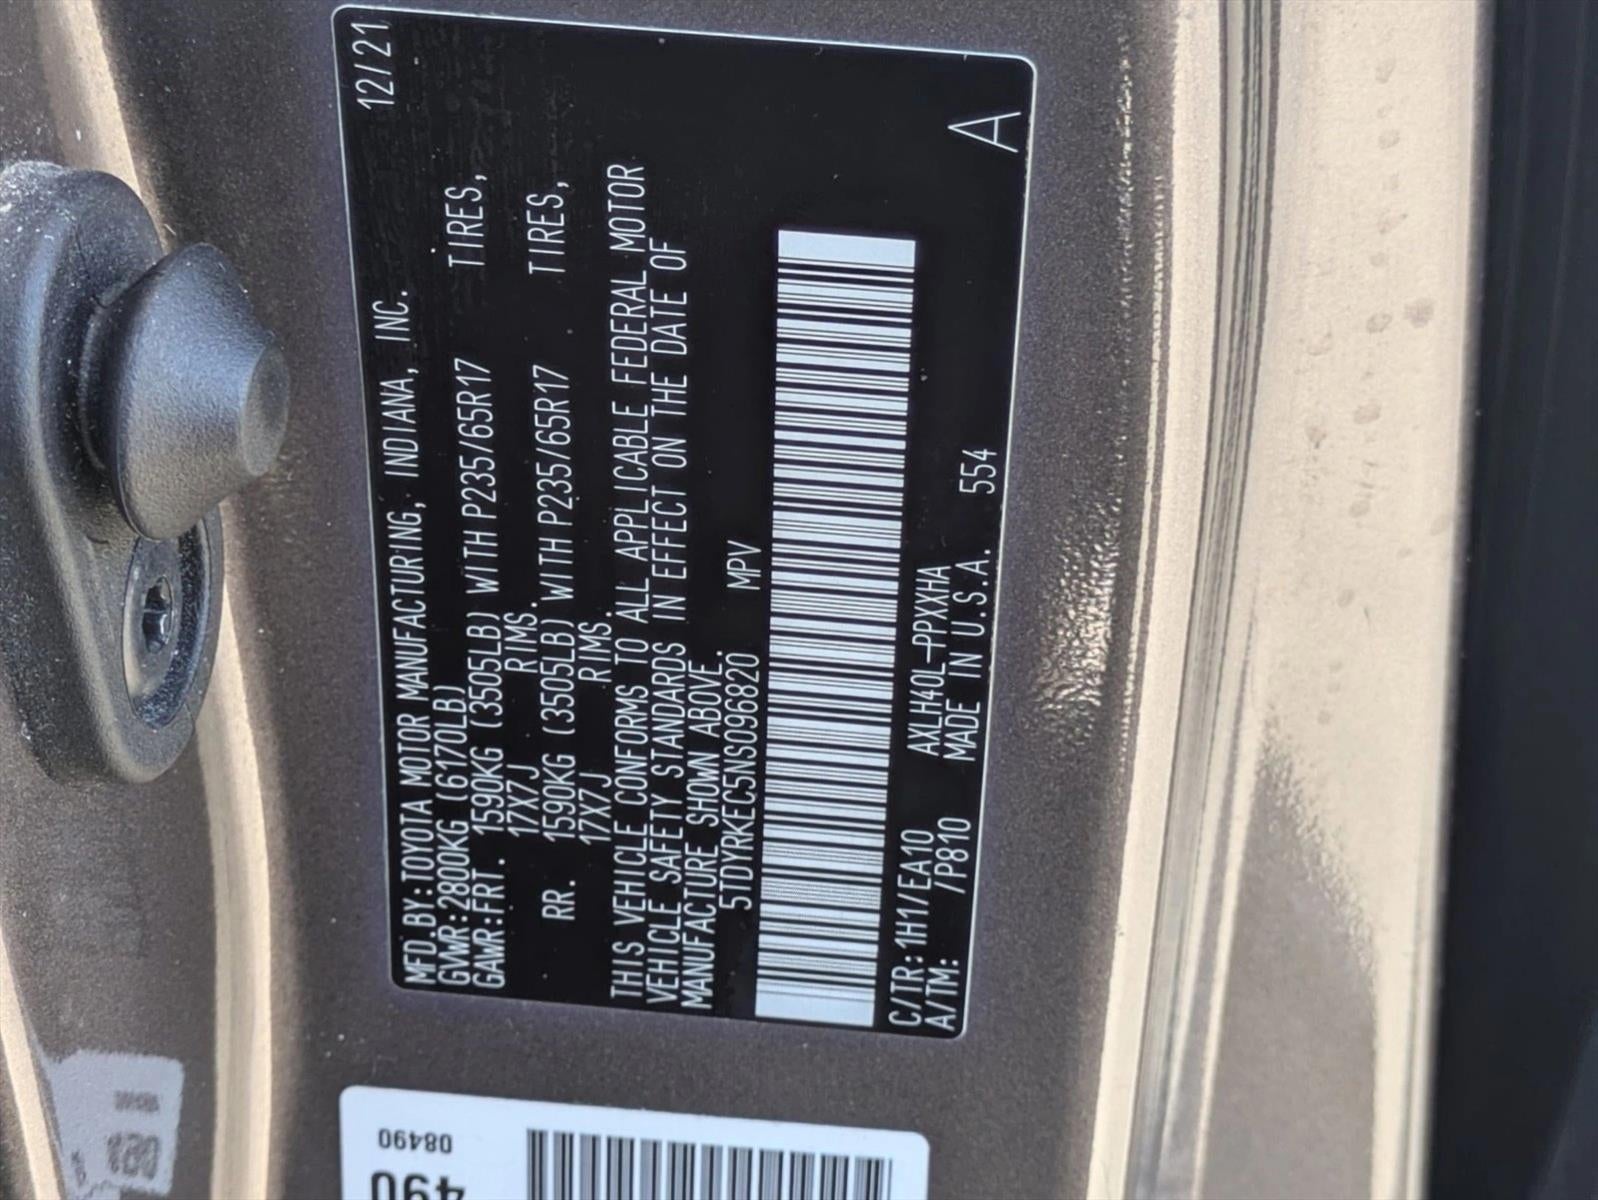 12/21
MFD.BY:TOYOTA MOTOR MANUFACTURING, INDIANA, INC.
GVWR:2800KG (6170LB)
GAWR:FRT. 1590KG (3505LB) WITH P235/65R17 TIRES,
17X7J RIMS.
RR. 1590KG (3505LB) WITH P235/65R17 TIRES,
17X7J RIMS.
THIS VEHICLE CONFORMS TO ALL APPLICABLE FEDERAL MOTOR
VEHICLE SAFETY STANDARDS IN EFFECT ON THE DATE OF
MANUFACTURE SHOWN ABOVE.
5TDYRKEC5NS096820 MPV
C/TR:1H1/EA10 AXLH40L-PPXXHA
A/TM: /P810 MADE IN U.S.A. 554
A
08490
490